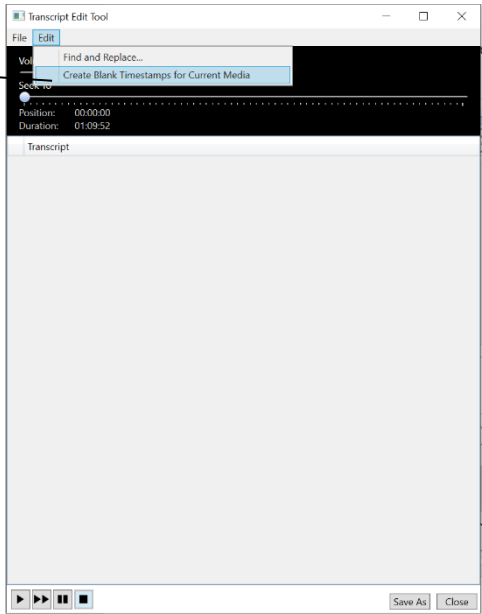 Transcript Edit Tool
File Edit
Find and Replace...
Create Blank Timestamps for Current Media
Seek To
Position: 00:00:00
Duration: 01:09:52
Transcript
Save As Close